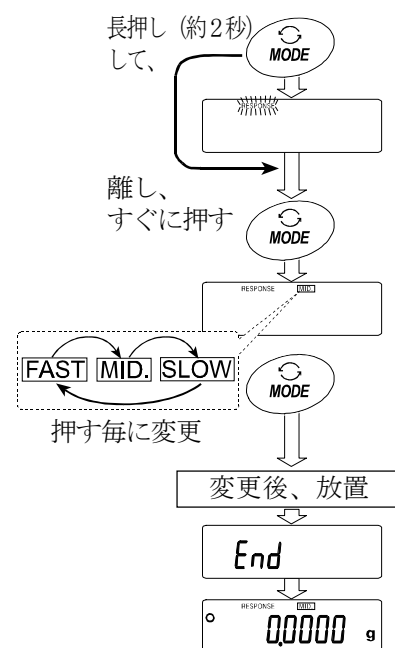 長押し（約2秒）
して、
MODE
RESPONSE
離し、
すぐに押す
MODE
RESPONSE MID.
FAST MID. SLOW
MODE
押す毎に変更
変更後、放置
End
RESPONSE MID.
0.0000 g